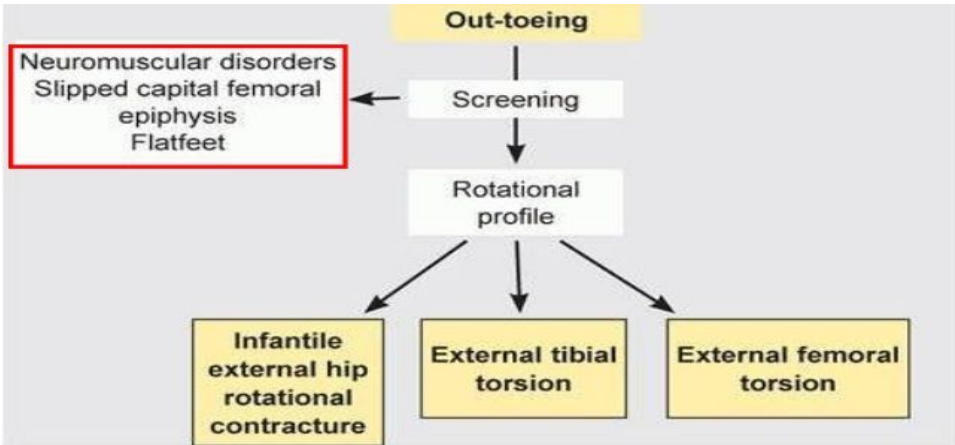 Out-toeing
Neuromuscular disorders
Slipped capital femoral
epiphysis
Flatfeet
Screening
Rotational
profile
Infantile
external hip
rotational
contracture
External tibial
torsion
External femoral
torsion